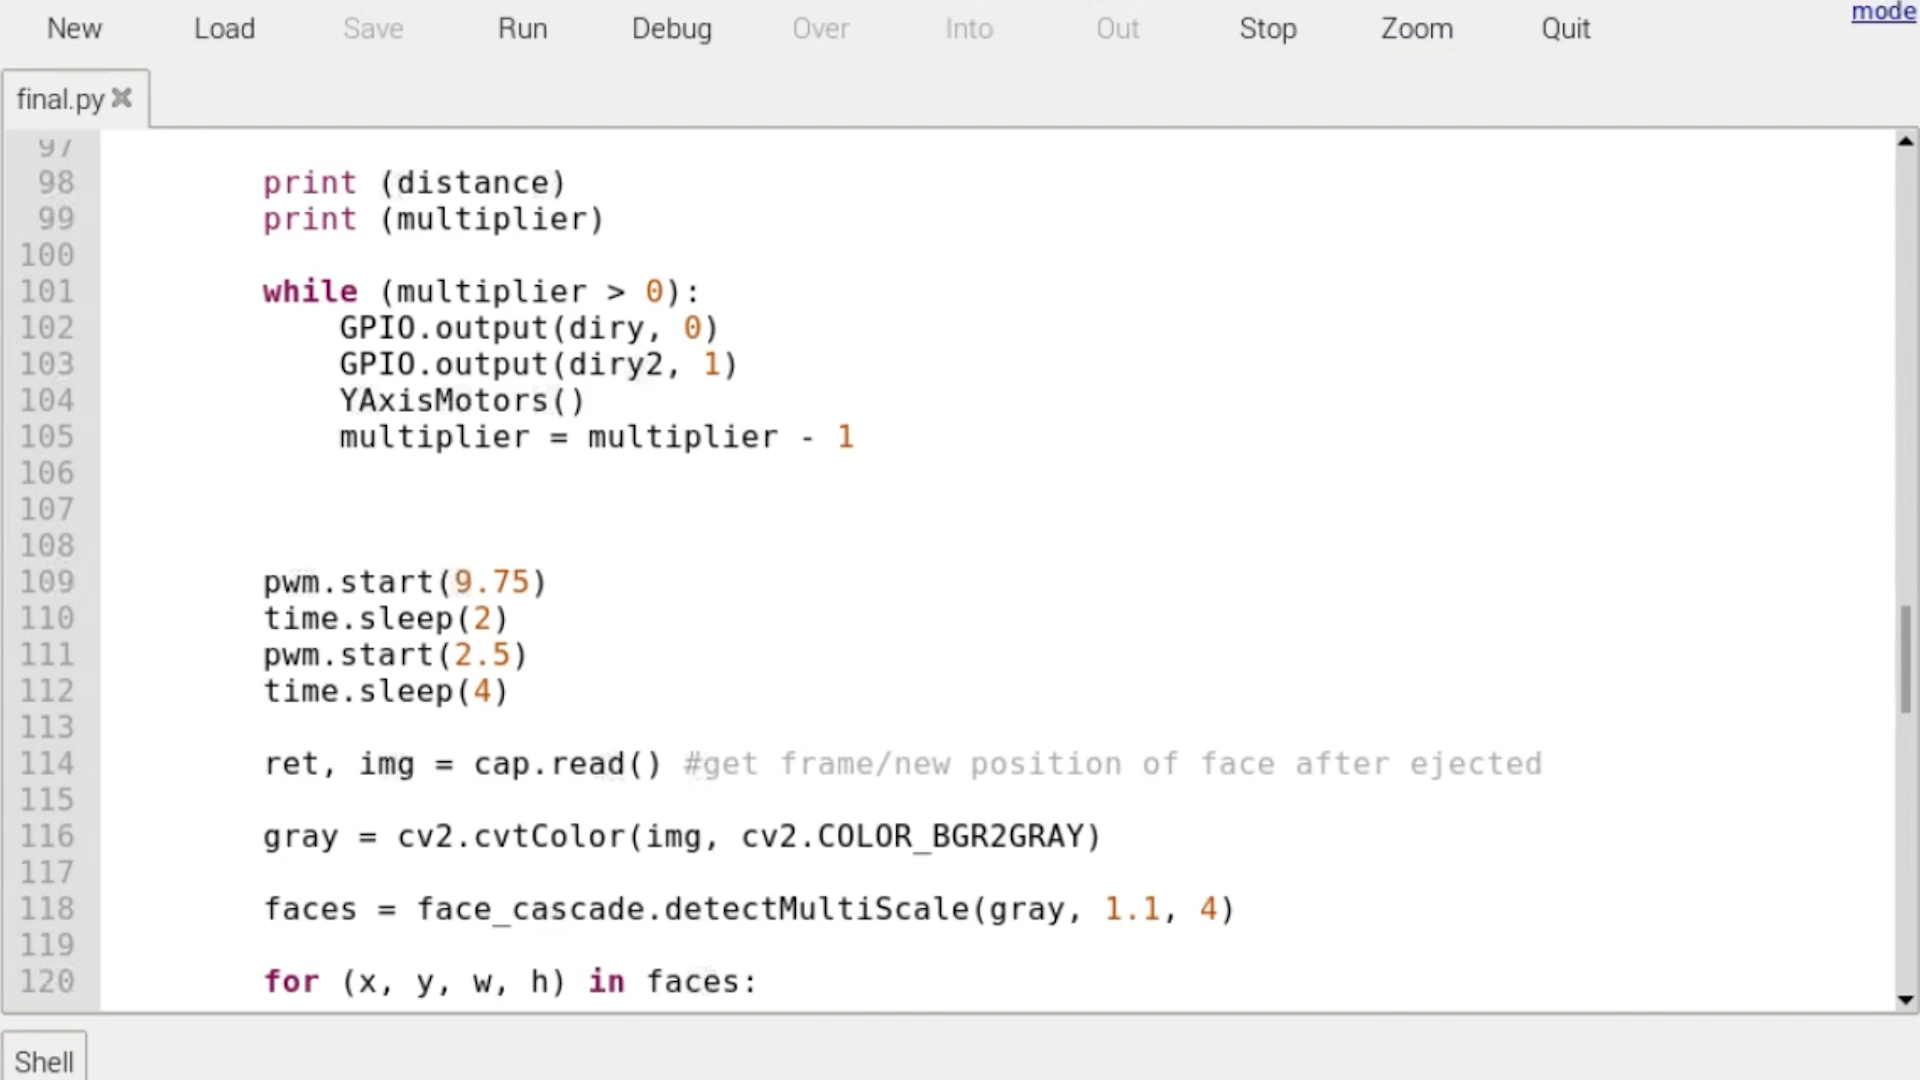 New Load Save Run Debug Over Into Out Stop Zoom Quit mode
final.py
97
98 print (distance)
99 print (multiplier)
100
101 while (multiplier > 0):
102 GPIO.output(diry, 0)
103 GPIO.output(diry2, 1)
104 YAxisMotors()
105 multiplier = multiplier - 1
106
107
108
109 pwm.start(9.75)
110 time.sleep(2)
111 pwm.start(2.5)
112 time.sleep(4)
113
114 ret, img = cap.read() #get frame/new position of face after ejected
115
116 gray = cv2.cvtColor(img, cv2.COLOR_BGR2GRAY)
117
118 faces = face_cascade.detectMultiScale(gray, 1.1, 4)
119
120 for (x, y, w, h) in faces:
Shell